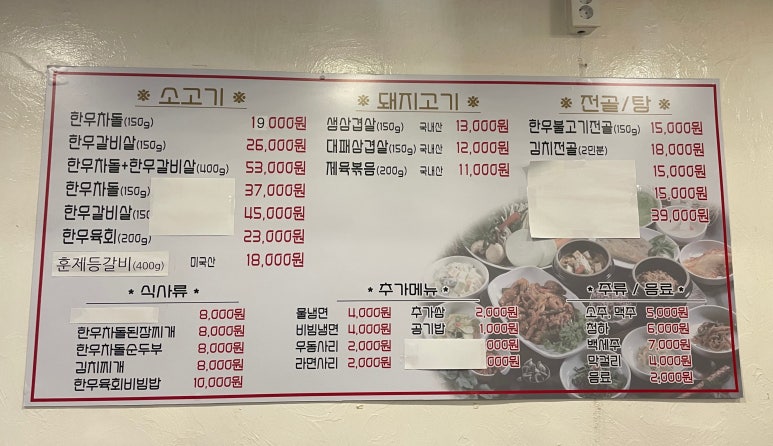 ※ 소고기 ※
한우차돌(150g) 19000원
한우갈비살(150g) 26,000원
한우차돌+한우갈비살(400g) 53,000원
한우차돌(150g) 37,000원
한우갈비살(150 45,000원
한우육회(200g) 23,000원
훈제등갈비(400g) 미국산 18,000원
※ 돼지고기 ※
생삼겹살(150g) 국내산 13,000원
대패삼겹살(150g) 국내산 12,000원
제육볶음(200g) 국내산 11,000원
※ 전골/탕 ※
한우불고기전골(150g) 15,000원
김치전골(2인분) 18,000원
15,000원
15,000원
39,000원
* 식사류 *
8,000원
한우차돌된장찌개 8,000원
한우차돌순두부 8,000원
김치찌개 8,000원
한우육회비빔밥 10,000원
* 추가메뉴 *
물냉면 4,000원 추가쌈 2,000원
비빔냉면 4,000원 공기밥 1,000원
우동사리 2,000원 000원
라면사리 2,000원 000원
* 주류 / 음료 *
소주, 맥주 5,000원
청하 6,000원
백세주 7,000원
막걸리 4,000원
음료 2,000원